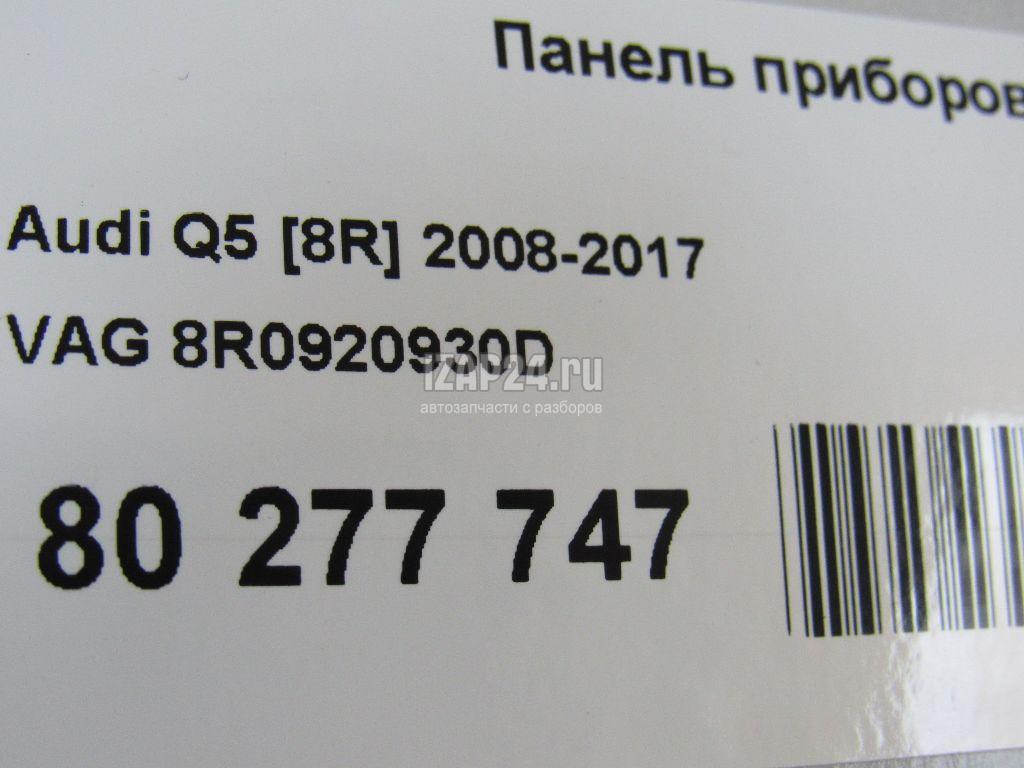 Панель приборов
Audi Q5 [8R] 2008-2017
VAG 8R0920930D
iZAP24.ru
автозапчасти с разборов
80 277 747